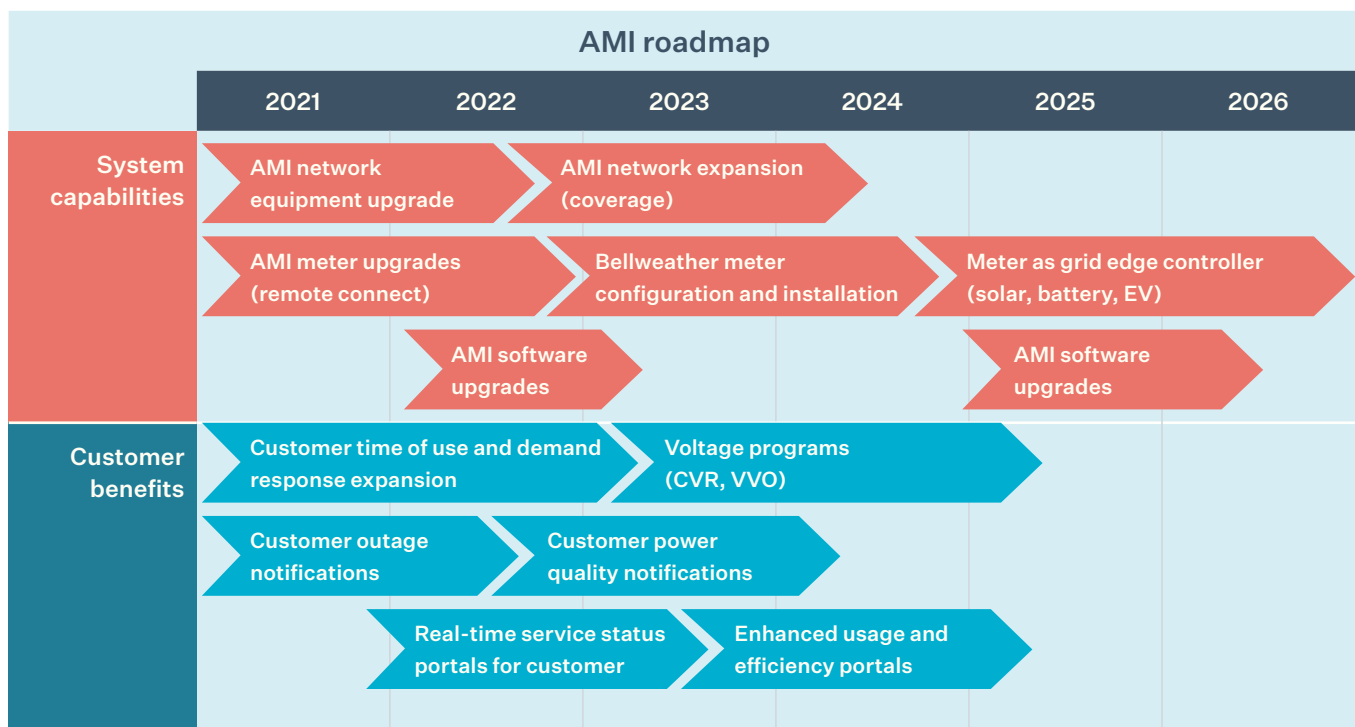 AMI roadmap
2021 2022 2023 2024 2025 2026
System
capabilities
AMI network
equipment upgrade
AMI network expansion
(coverage)
AMI meter upgrades
(remote connect)
Bellweather meter
configuration and installation
Meter as grid edge controller
(solar, battery, EV)
AMI software
upgrades
AMI software
upgrades
Customer
benefits
Customer time of use and demand
response expansion
Voltage programs
(CVR, VVO)
Customer outage
notifications
Customer power
quality notifications
Real-time service status
portals for customer
Enhanced usage and
efficiency portals